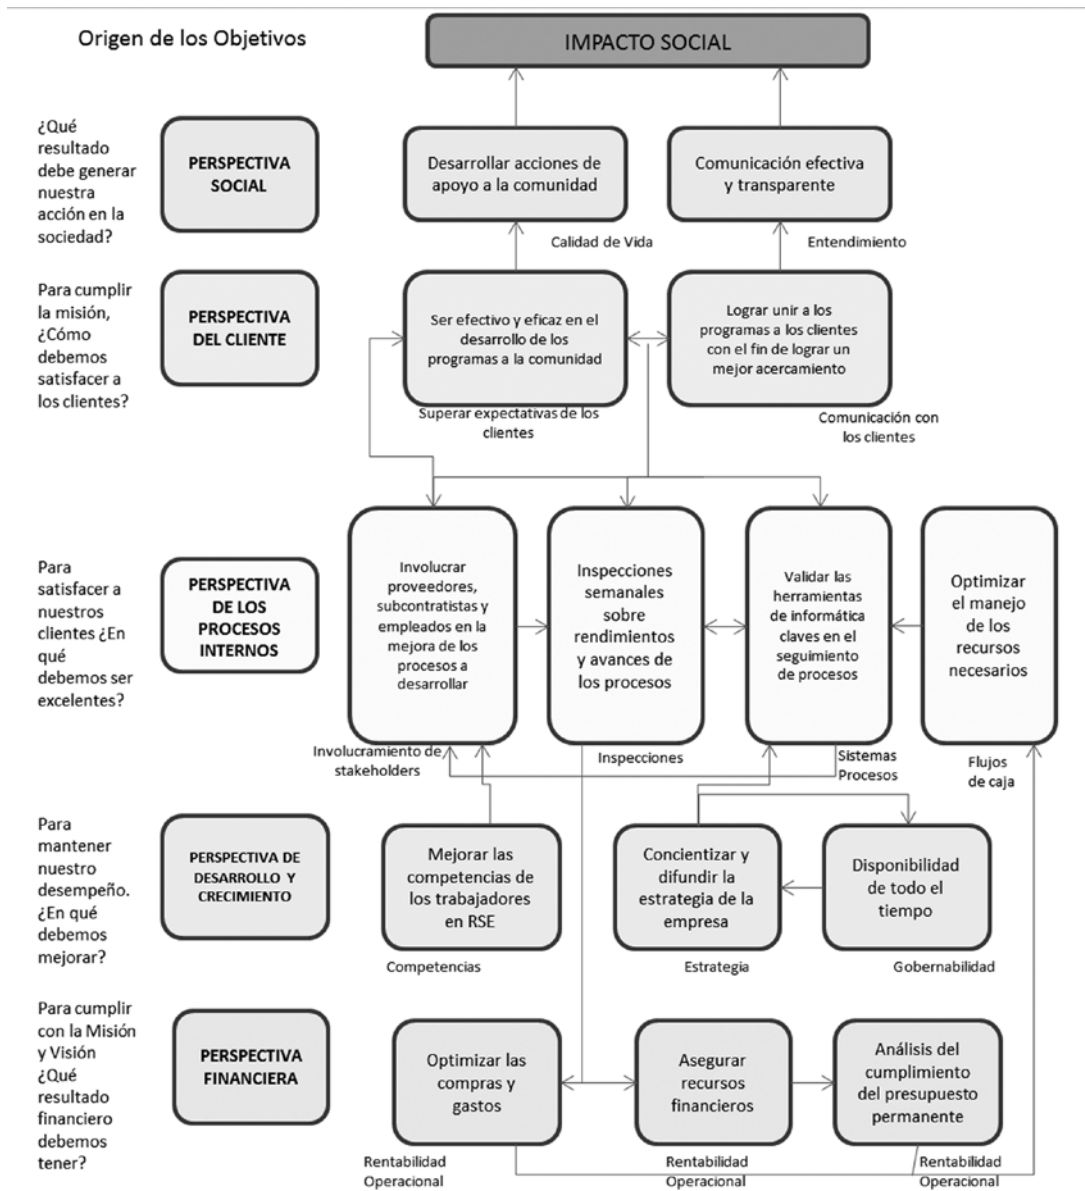 Origen de los Objetivos
IMPACTO SOCIAL
¿Qué
resultado
debe generar
nuestra
acción en la
sociedad?
PERSPECTIVA
SOCIAL
Desarrollar acciones de
apoyo a la comunidad
Comunicación efectiva
y transparente
Calidad de Vida
Entendimiento
Para cumplir
la misión,
¿Cómo
debemos
satisfacer a
los clientes?
PERSPECTIVA
DEL CLIENTE
Ser efectivo y eficaz en el
desarrollo de los
programas a la comunidad
Lograr unir a los
programas a los clientes
con el fin de lograr un
mejor acercamiento
Superar expectativas de los
clientes
Comunicación con
los clientes
Para
satisfacer a
nuestros
clientes ¿En
qué
debemos ser
excelentes?
PERSPECTIVA
DE LOS
PROCESOS
INTERNOS
Involucrar
proveedores,
subcontratistas y
empleados en la
mejora de los
procesos a
desarrollar
Inspecciones
semanales
sobre
rendimientos
y avances de
los procesos
Validar las
herramientas
de informática
claves en el
seguimiento
de procesos
Optimizar
el manejo
de los
recursos
necesarios
Involucramiento de
stakeholders
Inspecciones
Sistemas
Procesos
Flujos
de caja
Para
mantener
nuestro
desempeño.
¿En qué
debemos
mejorar?
PERSPECTIVA DE
DESARROLLO Y
CRECIMIENTO
Mejorar las
competencias de
los trabajadores
en RSE
Concientizar y
difundir la
estrategia de la
empresa
Disponibilidad
de todo el
tiempo
Competencias
Estrategia
Gobernabilidad
Para cumplir
con la Misión
y Visión
¿Qué
resultado
financiero
debemos
tener?
PERSPECTIVA
FINANCIERA
Optimizar las
compras y
gastos
Asegurar
recursos
financieros
Análisis del
cumplimiento
del presupuesto
permanente
Rentabilidad
Operacional
Rentabilidad
Operacional
Rentabilidad
Operacional